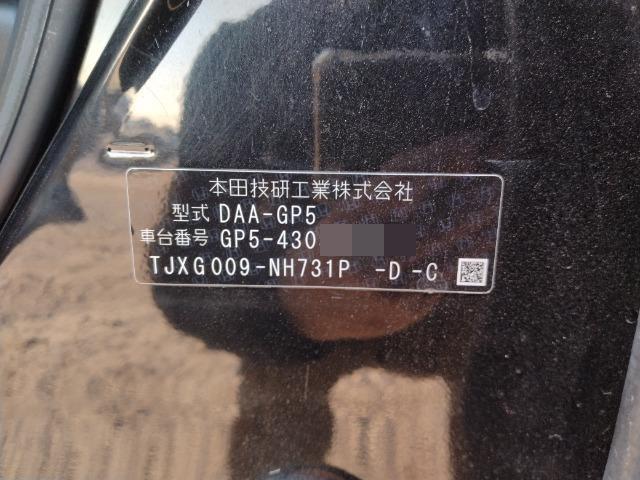 本田技研工業株式会社
型式 DAA-GP5
車台番号 GP5-430
TJXG009-NH731P -D-C